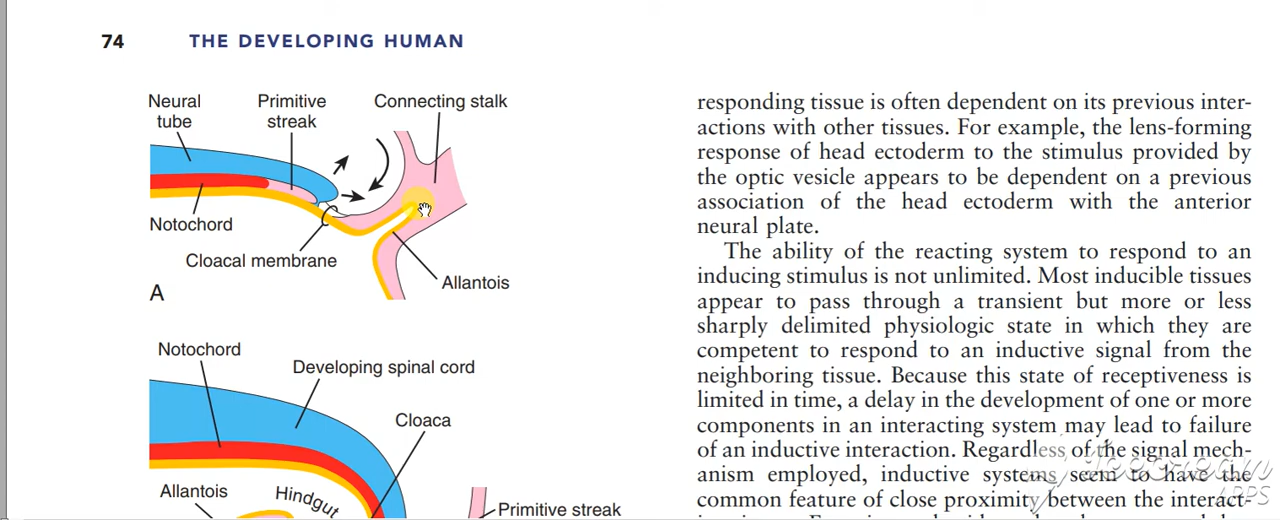 74 THE DEVELOPING HUMAN
Neural
tube
Primitive
streak
Connecting stalk
Notochord
Cloacal membrane
Allantois
A
Notochord
Developing spinal cord
Cloaca
Allantois
Hindgut
Primitive streak
responding tissue is often dependent on its previous inter-
actions with other tissues. For example, the lens-forming
response of head ectoderm to the stimulus provided by
the optic vesicle appears to be dependent on a previous
association of the head ectoderm with the anterior
neural plate.
The ability of the reacting system to respond to an
inducing stimulus is not unlimited. Most inducible tissues
appear to pass through a transient but more or less
sharply delimited physiologic state in which they are
competent to respond to an inductive signal from the
neighboring tissue. Because this state of receptiveness is
limited in time, a delay in the development of one or more
components in an interacting system may lead to failure
of an inductive interaction. Regardless of the signal mech-
anism employed, inductive systems seem to have the
common feature of close proximity between the interact-
APPS